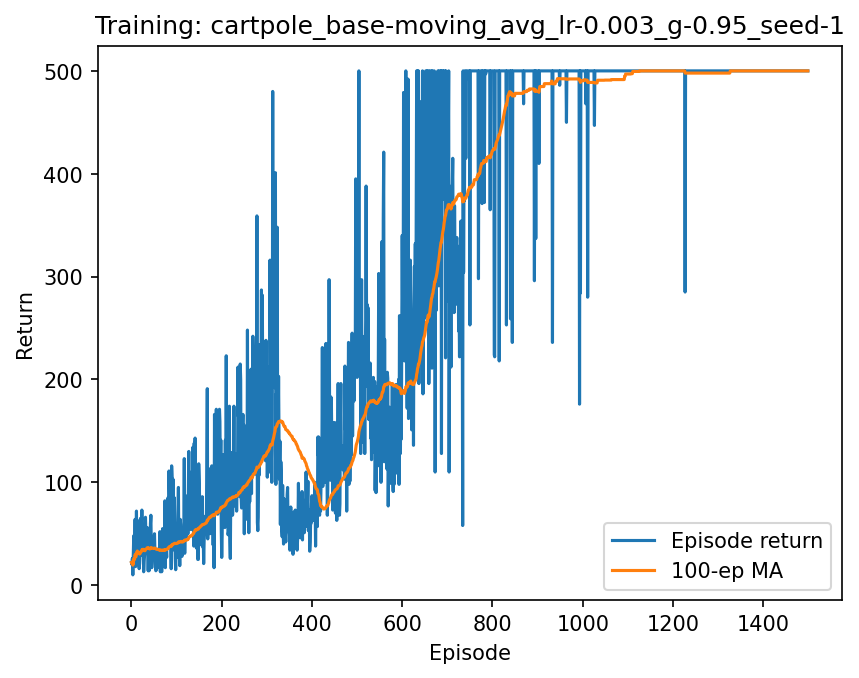 Training: cartpole_base-moving_avg_lr-0.003_g-0.95_seed-1
500
400
300
200
100
0
Return
0 200 400 600 800 1000 1200 1400
Episode
Episode return
100-ep MA